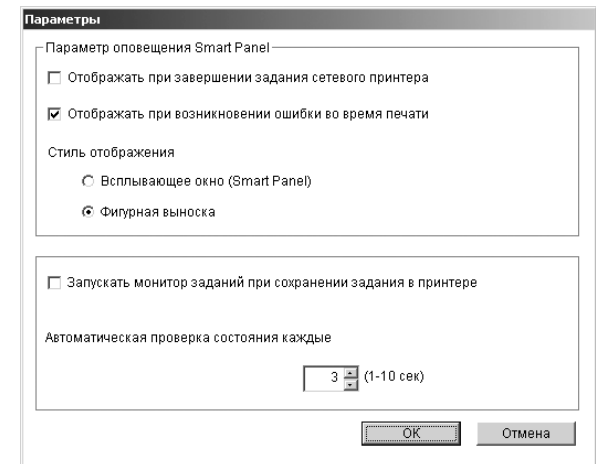 Параметры
Параметр оповещения Smart Panel
Отображать при завершении задания сетевого принтера
Отображать при возникновении ошибки во время печати
Стиль отображения
Всплывающее окно (Smart Panel)
Фигурная выноска
Запускать монитор заданий при сохранении задания в принтере
Автоматическая проверка состояния каждые
3 (1-10 сек)
OK Отмена